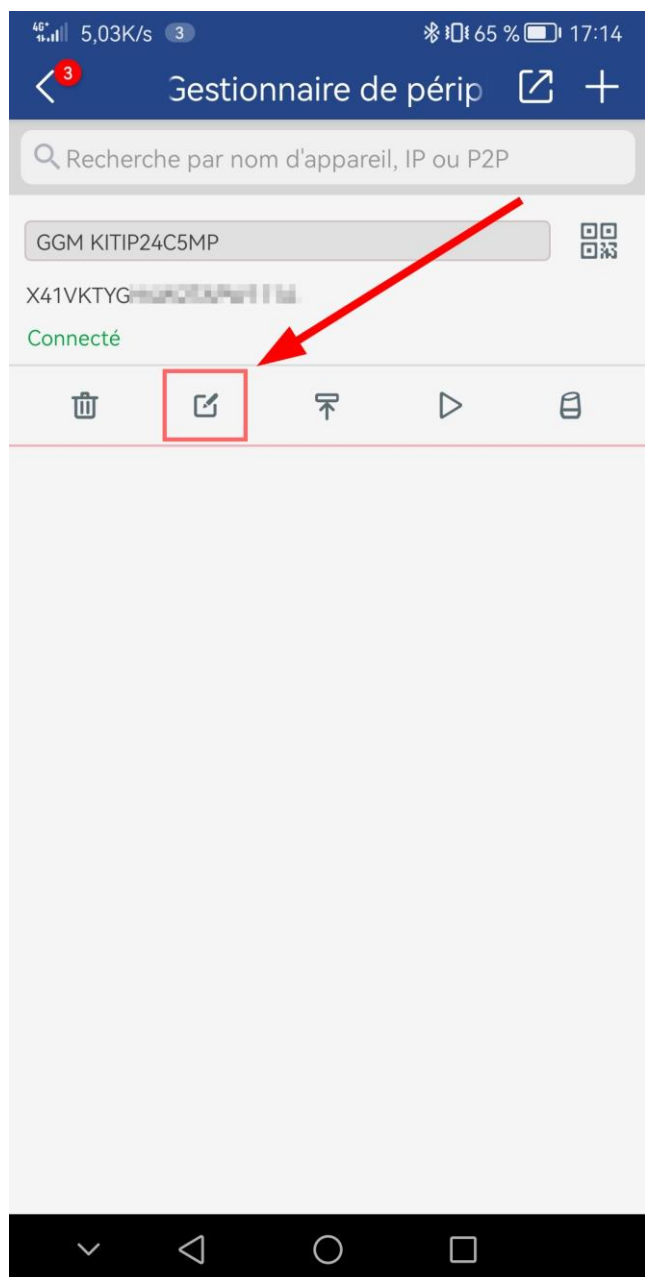 46+ 5,03K/s 3 65 % 17:14
3 Gestionnaire de périp
Recherche par nom d'appareil, IP ou P2P
GGM KITIP24C5MP
X41VKTYG
Connecté